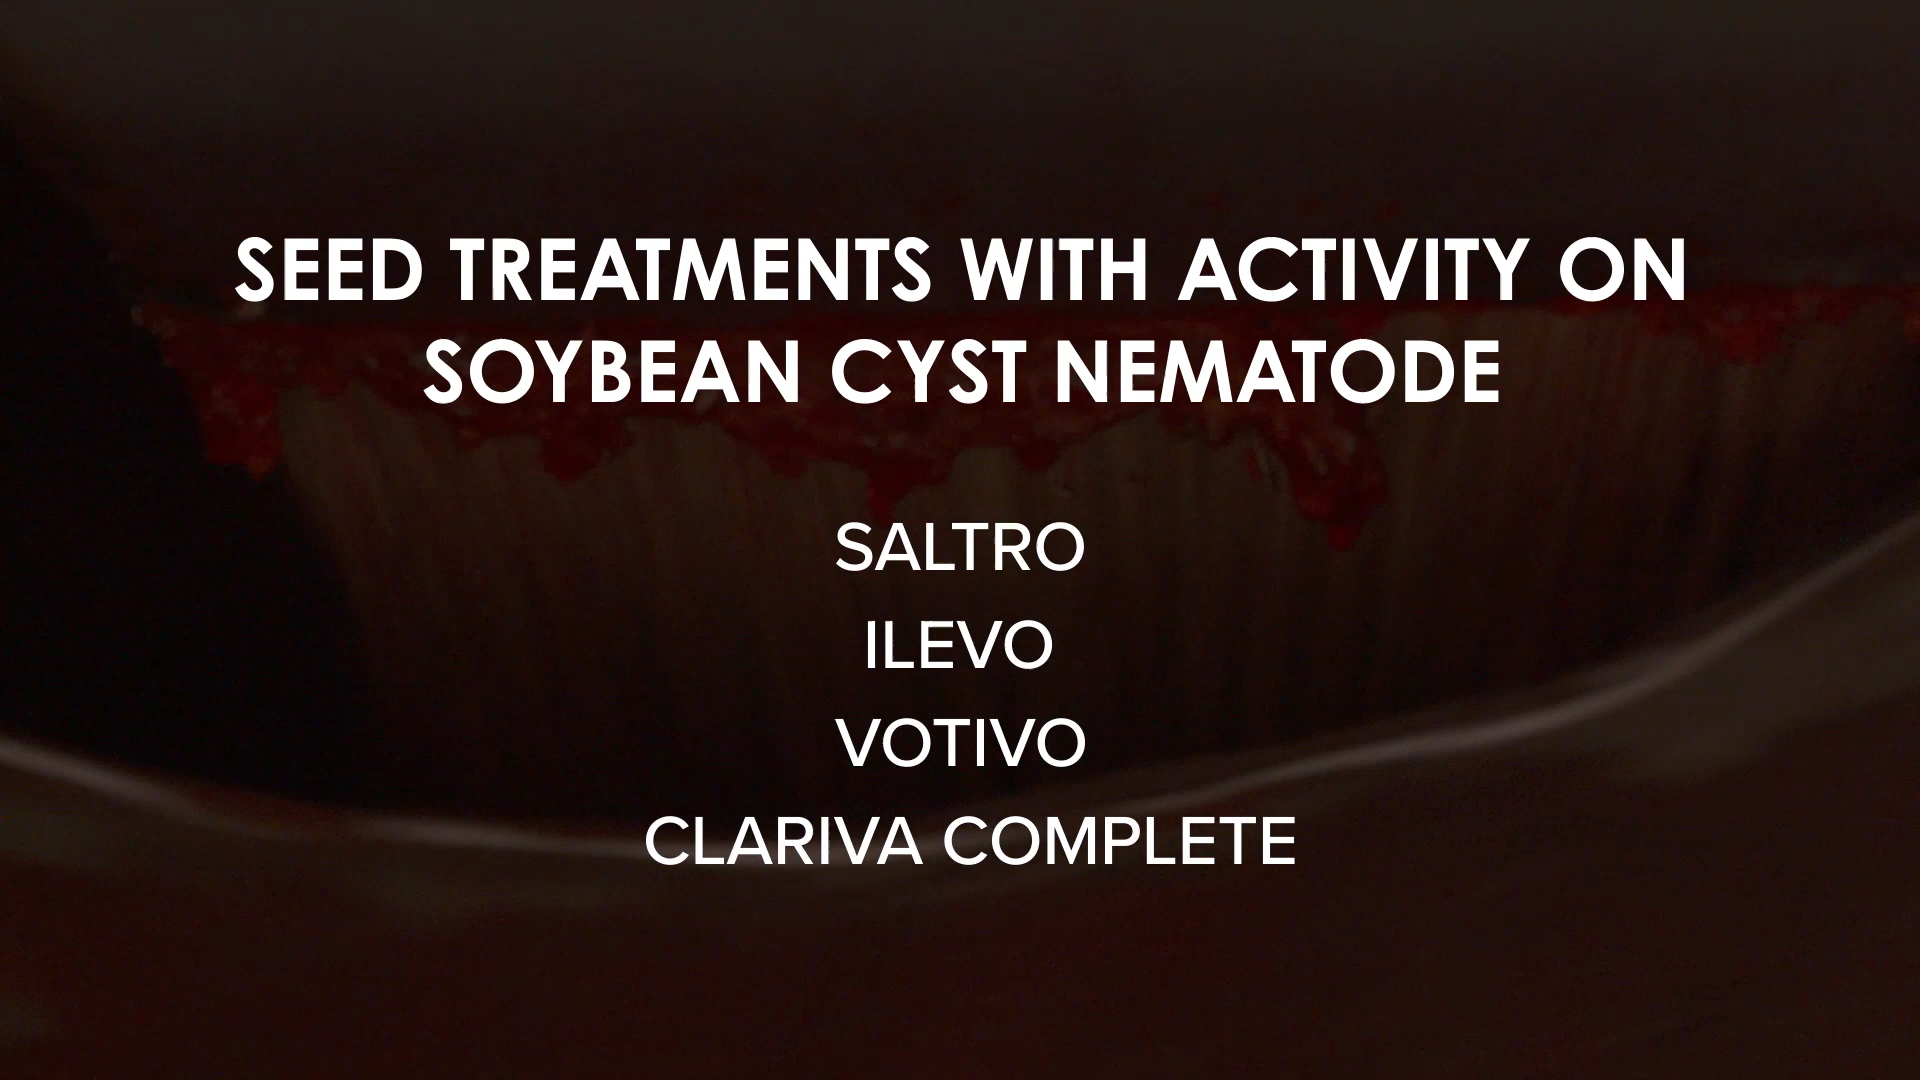 SEED TREATMENTS WITH ACTIVITY ON
SOYBEAN CYST NEMATODE
SALTRO
ILEVO
VOTIVO
CLARIVA COMPLETE